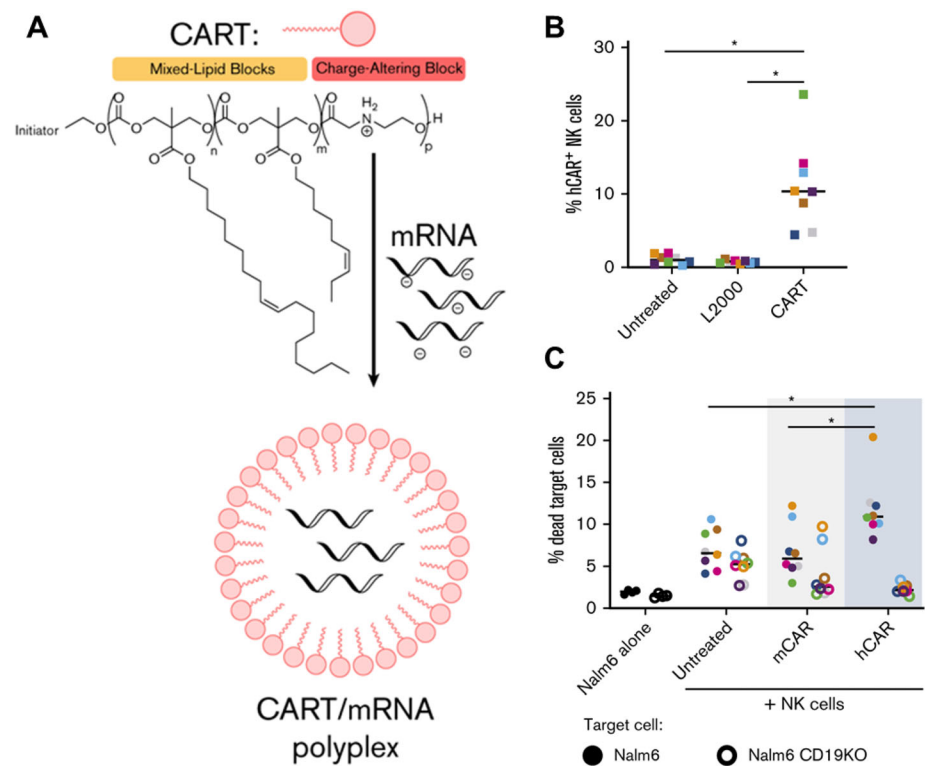 A
CART:
Mixed-Lipid Blocks
Charge-Altering Block
Initiator
O
O
O
O
O
O
O
O
H2
N
+
O
H
n
m
p
O
O
O
O
mRNA
CART/mRNA
polyplex
B
% hCAR+ NK cells
30
20
10
0
*
*
Untreated
L2000
CART
C
% dead target cells
25
20
15
10
5
0
*
*
Nalm6 alone
Untreated
mCAR
hCAR
+ NK cells
Target cell:
Nalm6
Nalm6 CD19KO